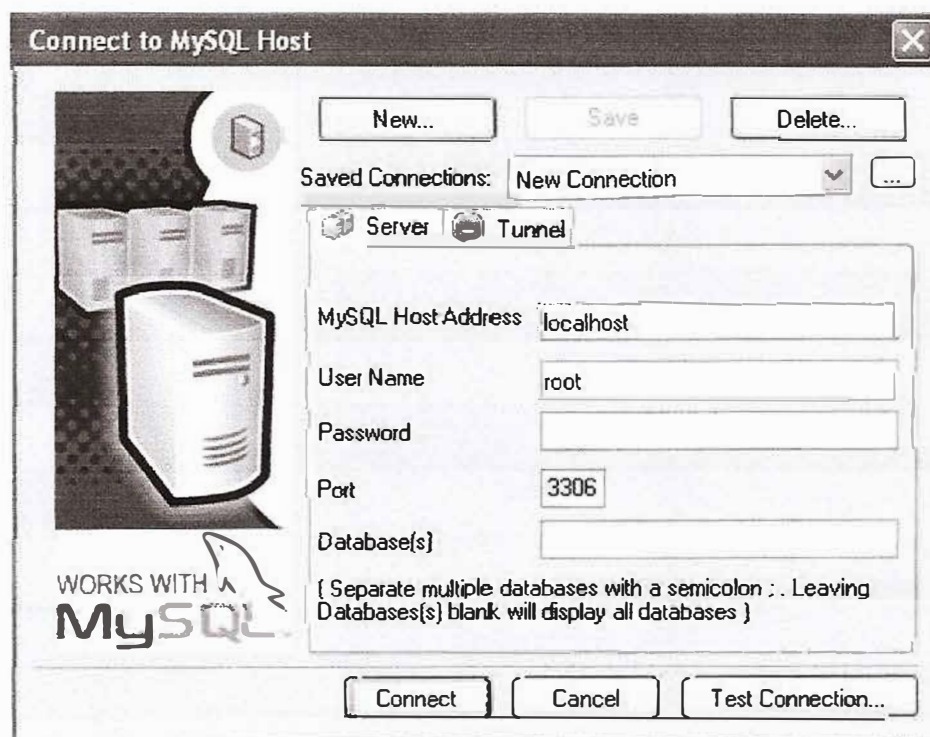 Connect to MySQL Host
New... Save Delete...
Saved Connections: New Connection ...
Server Tunnel
MySQL Host Address localhost
User Name root
Password
Port 3306
Database(s)
( Separate multiple databases with a semicolon ; . Leaving
Databases(s) blank will display all databases )
WORKS WITH
MySQL
Connect Cancel Test Connection...